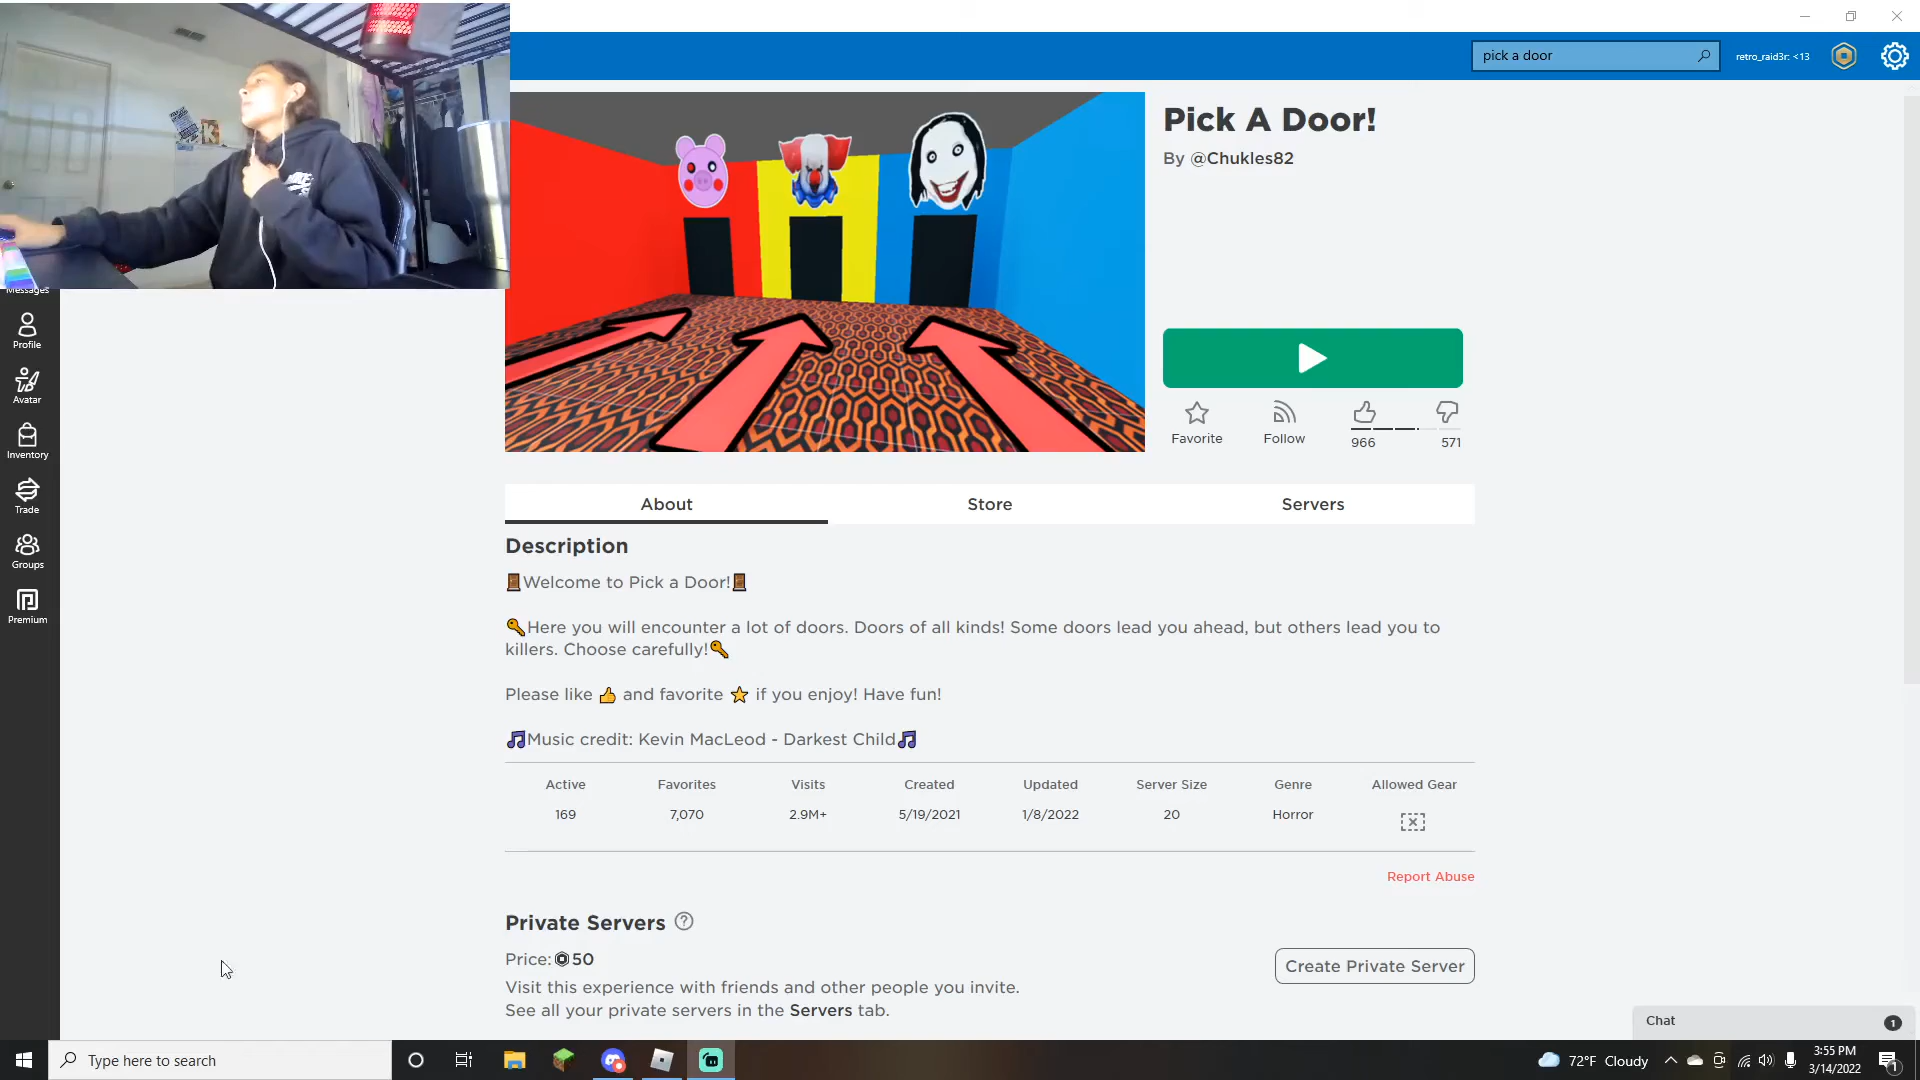 pick a door
retro_raid3r: <13
Pick A Door!
By @Chukles82
Messages
Profile
Avatar
Inventory
Trade
Groups
Premium
Favorite
Follow
966
571
About
Store
Servers
Description
🚪Welcome to Pick a Door!🚪
🔑Here you will encounter a lot of doors. Doors of all kinds! Some doors lead you ahead, but others lead you to
killers. Choose carefully!🔑
Please like 👍 and favorite ⭐ if you enjoy! Have fun!
🎵Music credit: Kevin MacLeod - Darkest Child🎵
Active Favorites Visits Created Updated Server Size Genre Allowed Gear
169 7,070 2.9M+ 5/19/2021 1/8/2022 20 Horror
Report Abuse
Private Servers
Price: 50
Create Private Server
Visit this experience with friends and other people you invite.
See all your private servers in the Servers tab.
Chat
1
Type here to search
72°F Cloudy
3:55 PM
3/14/2022
1